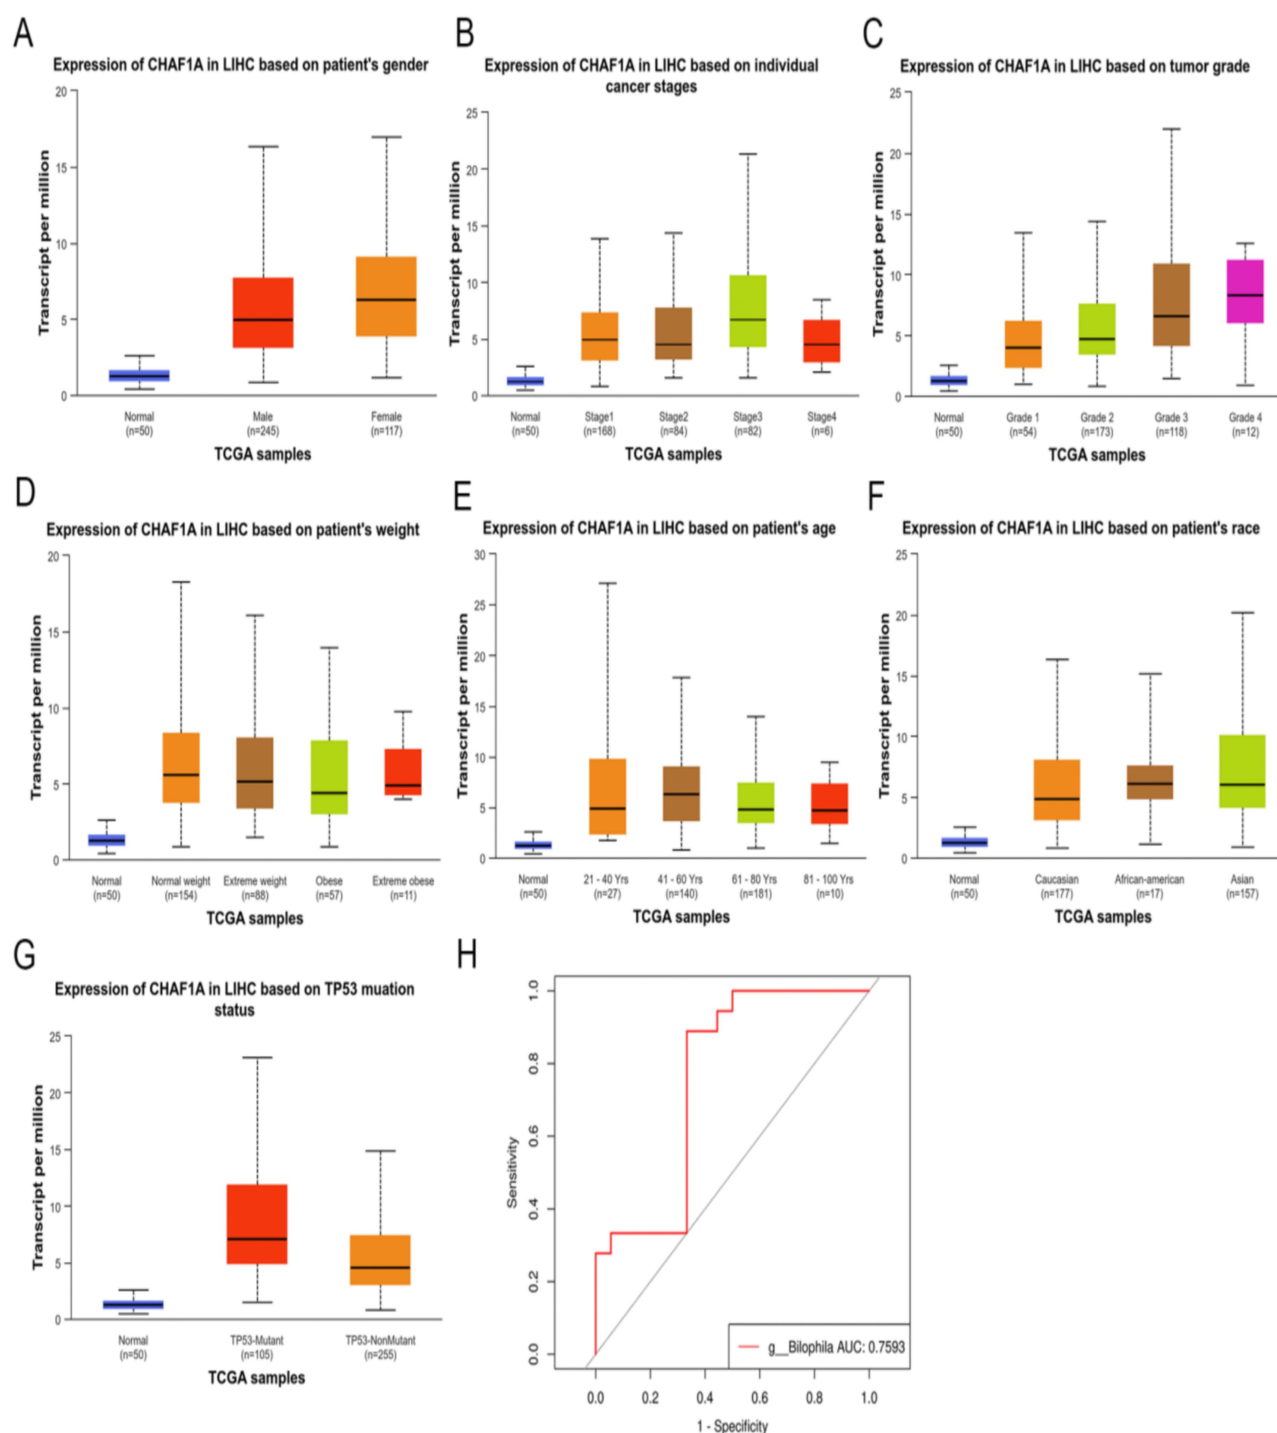 A
Expression of CHAF1A in LIHC based on patient's gender
Transcript per million
20
15
10
5
0
Normal
(n=50)
Male
(n=245)
Female
(n=117)
TCGA samples
B
Expression of CHAF1A in LIHC based on individual
cancer stages
Transcript per million
25
20
15
10
5
0
Normal
(n=50)
Stage1
(n=168)
Stage2
(n=84)
Stage3
(n=82)
Stage4
(n=6)
TCGA samples
C
Expression of CHAF1A in LIHC based on tumor grade
Transcript per million
25
20
15
10
5
0
Normal
(n=50)
Grade 1
(n=54)
Grade 2
(n=173)
Grade 3
(n=118)
Grade 4
(n=12)
TCGA samples
D
Expression of CHAF1A in LIHC based on patient's weight
Transcript per million
20
15
10
5
0
Normal
(n=50)
Normal weight
(n=154)
Extreme weight
(n=88)
Obese
(n=57)
Extreme obese
(n=11)
TCGA samples
E
Expression of CHAF1A in LIHC based on patient's age
Transcript per million
30
25
20
15
10
5
0
Normal
(n=50)
21 - 40 Yrs
(n=27)
41 - 60 Yrs
(n=140)
61 - 80 Yrs
(n=181)
81 - 100 Yrs
(n=10)
TCGA samples
F
Expression of CHAF1A in LIHC based on patient's race
Transcript per million
25
20
15
10
5
0
Normal
(n=50)
Caucasian
(n=177)
African-american
(n=17)
Asian
(n=157)
TCGA samples
G
Expression of CHAF1A in LIHC based on TP53 muation
status
Transcript per million
25
20
15
10
5
0
Normal
(n=50)
TP53-Mutant
(n=105)
TP53-NonMutant
(n=255)
TCGA samples
H
Sensitivity
1.0
0.8
0.6
0.4
0.2
0.0
g__Bilophila AUC: 0.7593
0.0
0.2
0.4
0.6
0.8
1.0
1 - Specificity